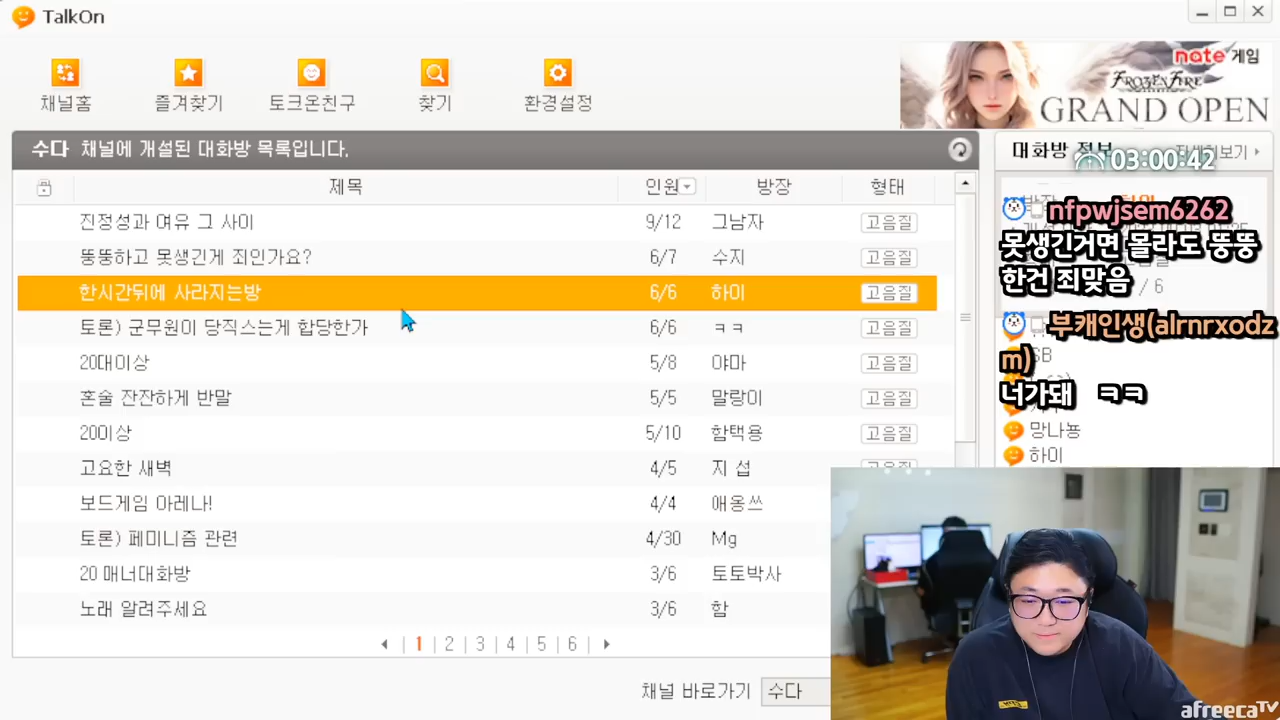 TalkOn
채널홈
즐겨찾기
토크온친구
찾기
환경설정
nate 게임
FROZEN FIRE
GRAND OPEN
수다 채널에 개설된 대화방 목록입니다.
제목 인원 방장 형태
진정성과 여유 그 사이 9/12 그남자 고음질
뚱뚱하고 못생긴게 죄인가요? 6/7 수지 고음질
한시간뒤에 사라지는방 6/6 하미 고음질
토론) 군무원이 당직스는게 합당한가 6/6 ㅋㅋ 고음질
20대이상 5/8 야마 고음질
혼술 잔잔하게 반말 5/5 말랑이 고음질
20이상 5/10 함택용 고음질
고요한 새벽 4/5 지 섭 고음질
보드게임 아레나! 4/4 애옹쓰
토론) 페미니즘 관련 4/30 Mg
20 매너대화방 3/6 토토박사
노래 알려주세요 3/6 함
1 2 3 4 5 6
채널 바로가기 수다
대화방 정보
03:00:42
nfpwjsem6262
못생긴거면 몰라도 뚱뚱
한건 죄맞음
/ 6
부캐인생(alrnrxodz
m)
너가돼 ㅋㅋ
망나뇽
하미
afreecaTV